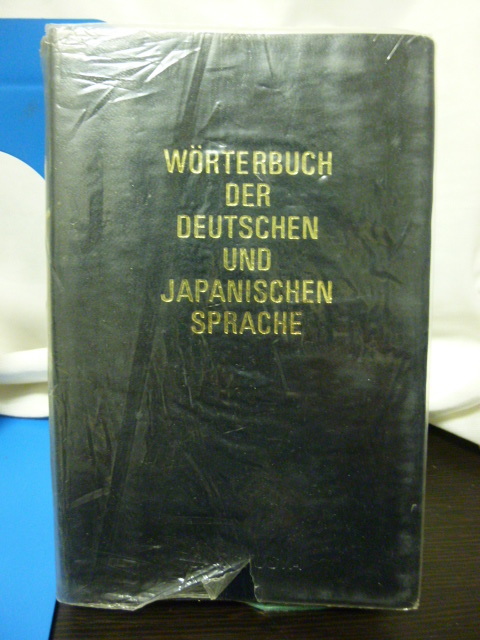 WÖRTERBUCH
DER
DEUTSCHEN
UND
JAPANISCHEN
SPRACHE